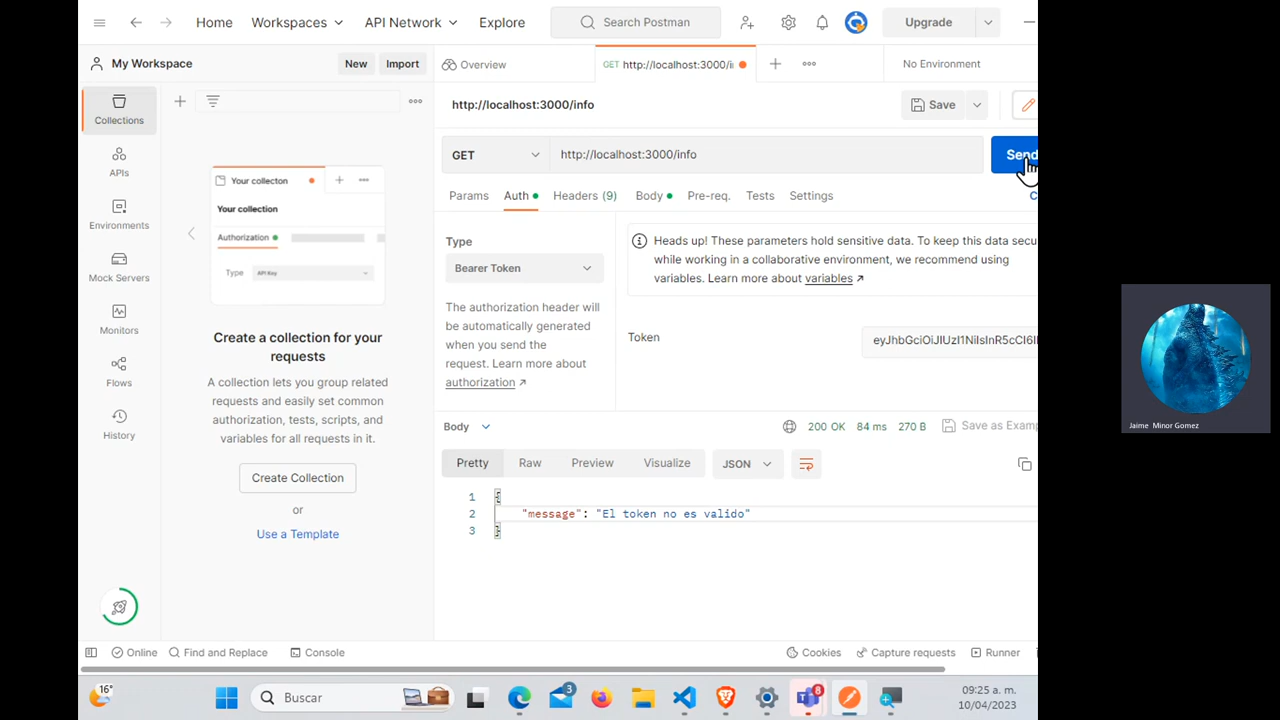 Home
Workspaces
API Network
Explore
Search Postman
Upgrade
My Workspace
New
Import
Overview
GET http://localhost:3000/i
No Environment
Collections
http://localhost:3000/info
Save
GET
http://localhost:3000/info
Send
APIs
Params
Auth
Headers (9)
Body
Pre-req.
Tests
Settings
C
Your collecton
Your collection
Authorization
Type
API Key
Environments
Mock Servers
Monitors
Flows
History
Type
Bearer Token
The authorization header will
be automatically generated
when you send the
request. Learn more about
authorization ↗
Heads up! These parameters hold sensitive data. To keep this data secu
while working in a collaborative environment, we recommend using
variables. Learn more about variables ↗
Token
Create a collection for your
requests
A collection lets you group related
requests and easily set common
authorization, tests, scripts, and
variables for all requests in it.
Create Collection
or
Use a Template
Body
200 OK
84 ms
270 B
Save as Examp
Pretty
Raw
Preview
Visualize
JSON
1 {
2 "message": "El token no es valido"
3 }
Jaime Minor Gomez
Online
Find and Replace
Console
Cookies
Capture requests
Runner
16°
Buscar
3
8
09:25 a. m.
10/04/2023